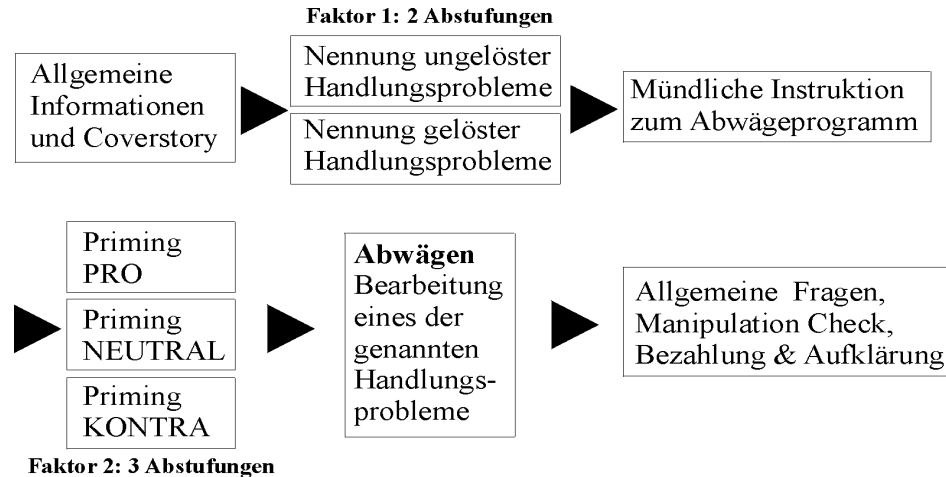 Faktor 1: 2 Abstufungen
Allgemeine
Informationen
und Coverstory
Nennung ungelöster
Handlungsprobleme
Nennung gelöster
Handlungsprobleme
Mündliche Instruktion
zum Abwägeprogramm
Priming
PRO
Priming
NEUTRAL
Priming
KONTRA
Faktor 2: 3 Abstufungen
Abwägen
Bearbeitung
eines der
genannten
Handlungs-
probleme
Allgemeine Fragen,
Manipulation Check,
Bezahlung & Aufklärung